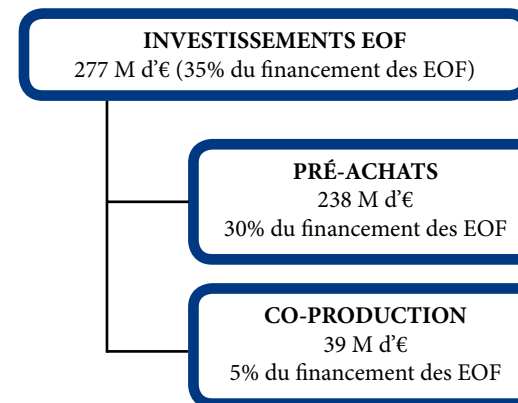 INVESTISSEMENTS EOF
277 M d'€ (35% du financement des EOF)
PRÉ-ACHATS
238 M d'€
30% du financement des EOF
CO-PRODUCTION
39 M d'€
5% du financement des EOF